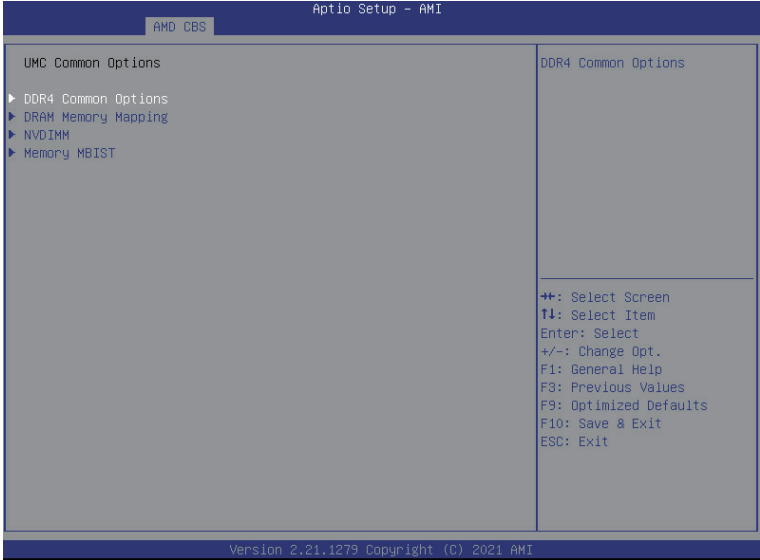 Aptio Setup – AMI
AMD CBS
UMC Common Options
DDR4 Common Options
DRAM Memory Mapping
NVDIMM
Memory MBIST
DDR4 Common Options
→←: Select Screen
↑↓: Select Item
Enter: Select
+/-: Change Opt.
F1: General Help
F3: Previous Values
F9: Optimized Defaults
F10: Save & Exit
ESC: Exit
Version 2.21.1279 Copyright (C) 2021 AMI